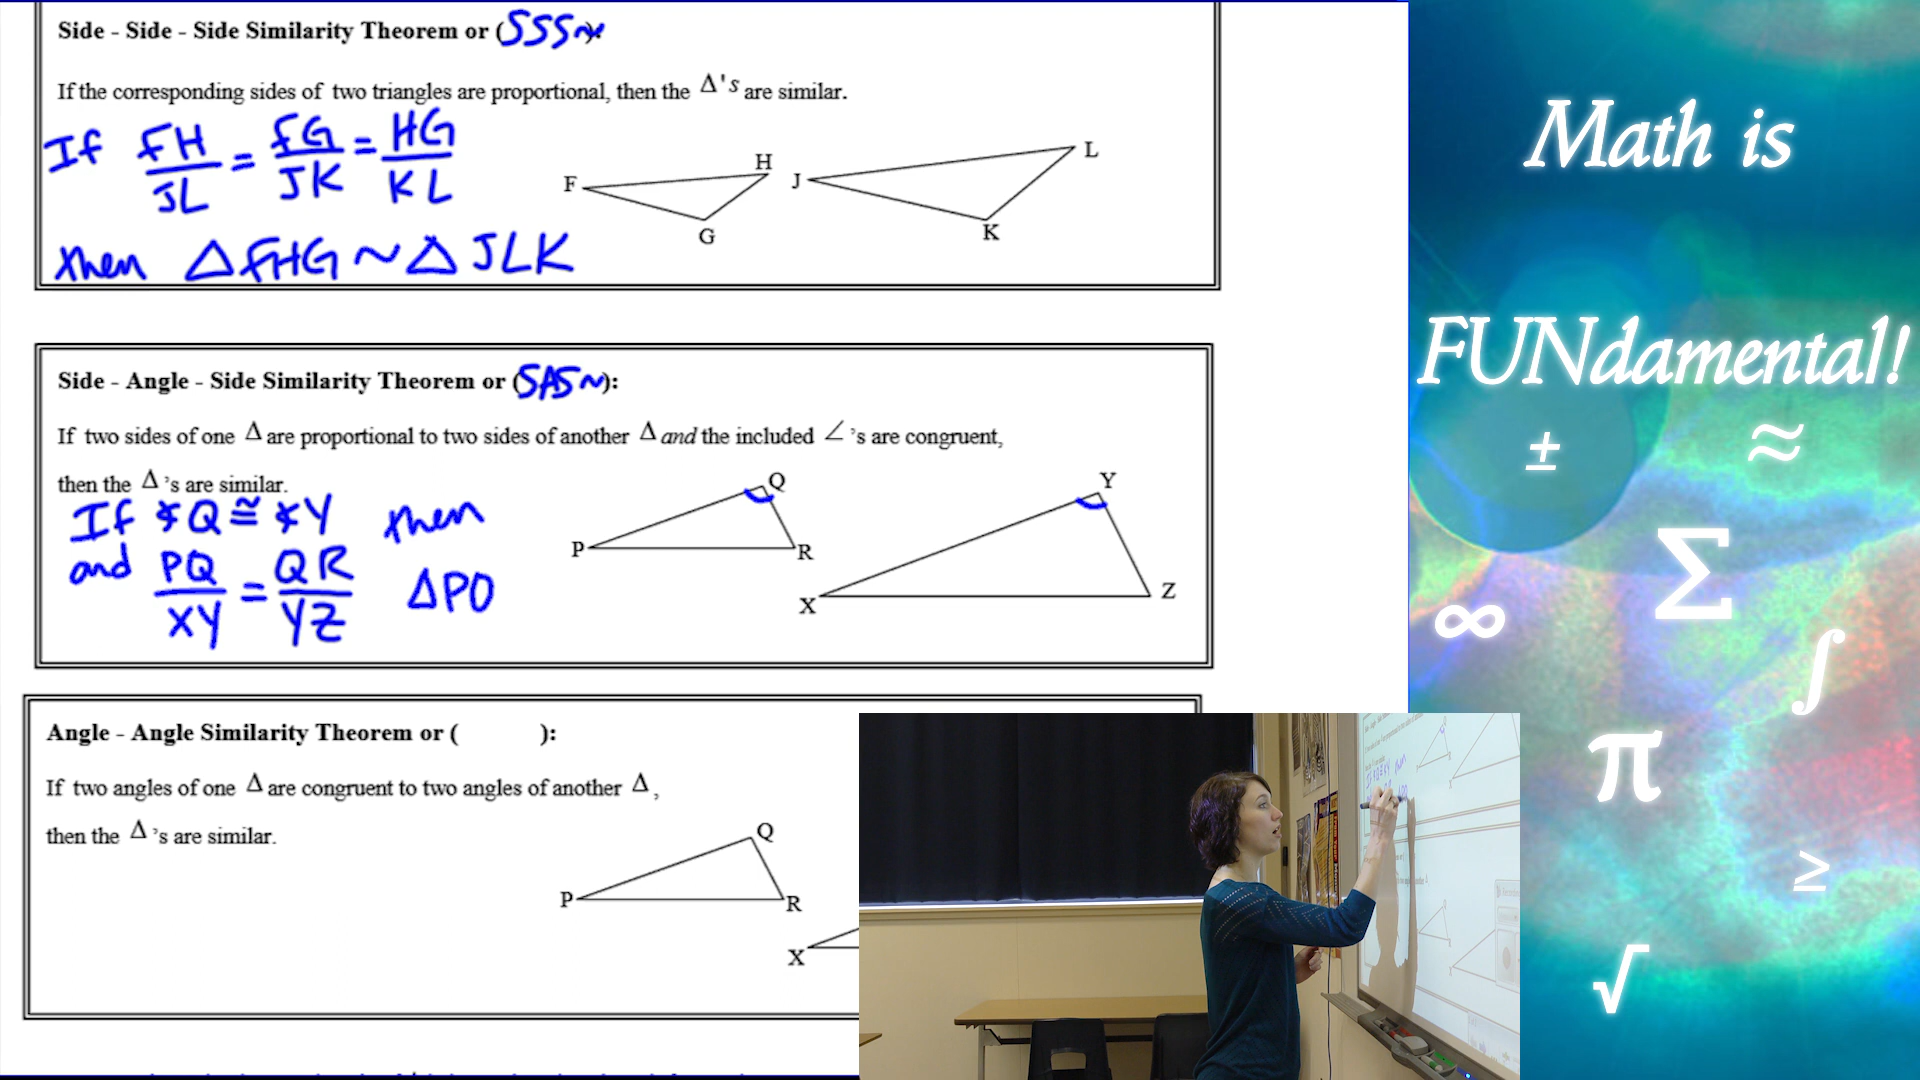 Side - Side - Side Similarity Theorem or (SSS~):
If the corresponding sides of two triangles are proportional, then the Δ's are similar.
If FH/JL = FG/JK = HG/KL
F H G
J L K
then ΔFHG ~ Δ JLK
Side - Angle - Side Similarity Theorem or (SAS~):
If two sides of one Δ are proportional to two sides of another Δ and the included ∠'s are congruent,
then the Δ's are similar.
If ∡Q ≅ ∡Y then
and PQ/XY = QR/YZ ΔPQ
P Q R
X Y Z
Angle - Angle Similarity Theorem or ( ):
If two angles of one Δ are congruent to two angles of another Δ,
then the Δ's are similar.
P Q R
X
Math is
FUNdamental!
± ≈
∞ Σ
∫
π
≥
√